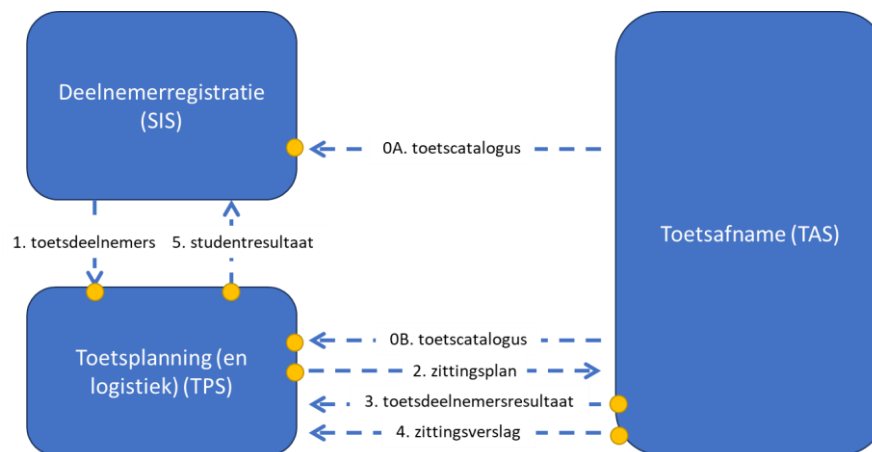 Deelnemerregistratie
(SIS)
0A. toetscatalogus
Toetsafname (TAS)
1. toetsdeelnemers
5. studentresultaat
Toetsplanning (en
logistiek) (TPS)
0B. toetscatalogus
2. zittingsplan
3. toetsdeelnemersresultaat
4. zittingsverslag